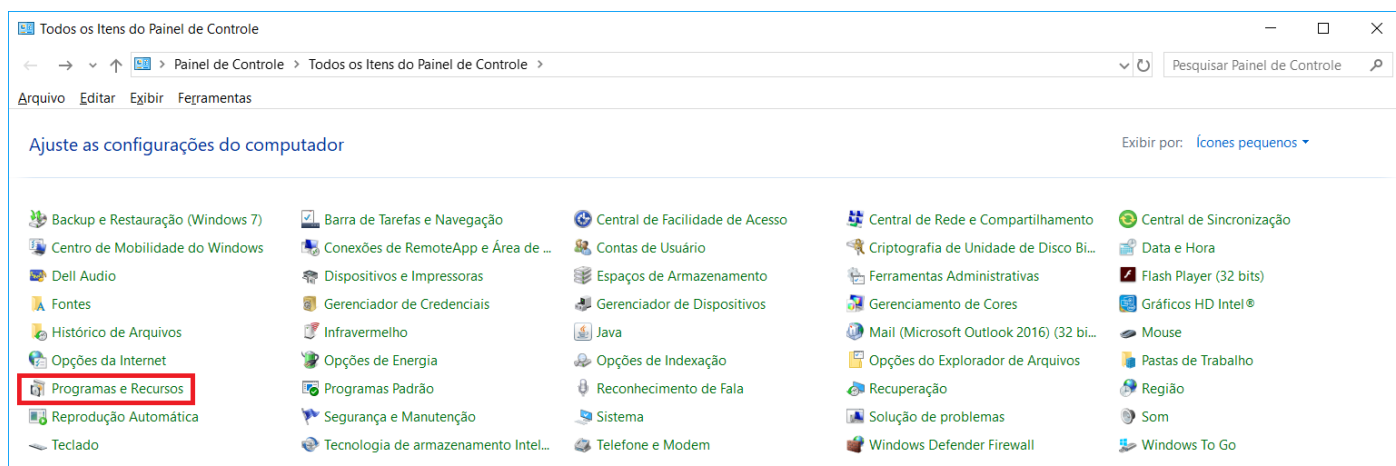 Todos os Itens do Painel de Controle
Painel de Controle > Todos os Itens do Painel de Controle >
Pesquisar Painel de Controle
Arquivo Editar Exibir Ferramentas
Ajuste as configurações do computador
Exibir por: Ícones pequenos
Backup e Restauração (Windows 7) Barra de Tarefas e Navegação Central de Facilidade de Acesso Central de Rede e Compartilhamento Central de Sincronização
Centro de Mobilidade do Windows Conexões de RemoteApp e Área de ... Contas de Usuário Criptografia de Unidade de Disco Bi... Data e Hora
Dell Audio Dispositivos e Impressoras Espaços de Armazenamento Ferramentas Administrativas Flash Player (32 bits)
Fontes Gerenciador de Credenciais Gerenciador de Dispositivos Gerenciamento de Cores Gráficos HD Intel®
Histórico de Arquivos Infravermelho Java Mail (Microsoft Outlook 2016) (32 bi... Mouse
Opções da Internet Opções de Energia Opções de Indexação Opções do Explorador de Arquivos Pastas de Trabalho
Programas e Recursos Programas Padrão Reconhecimento de Fala Recuperação Região
Reprodução Automática Segurança e Manutenção Sistema Solução de problemas Som
Teclado Tecnologia de armazenamento Intel... Telefone e Modem Windows Defender Firewall Windows To Go